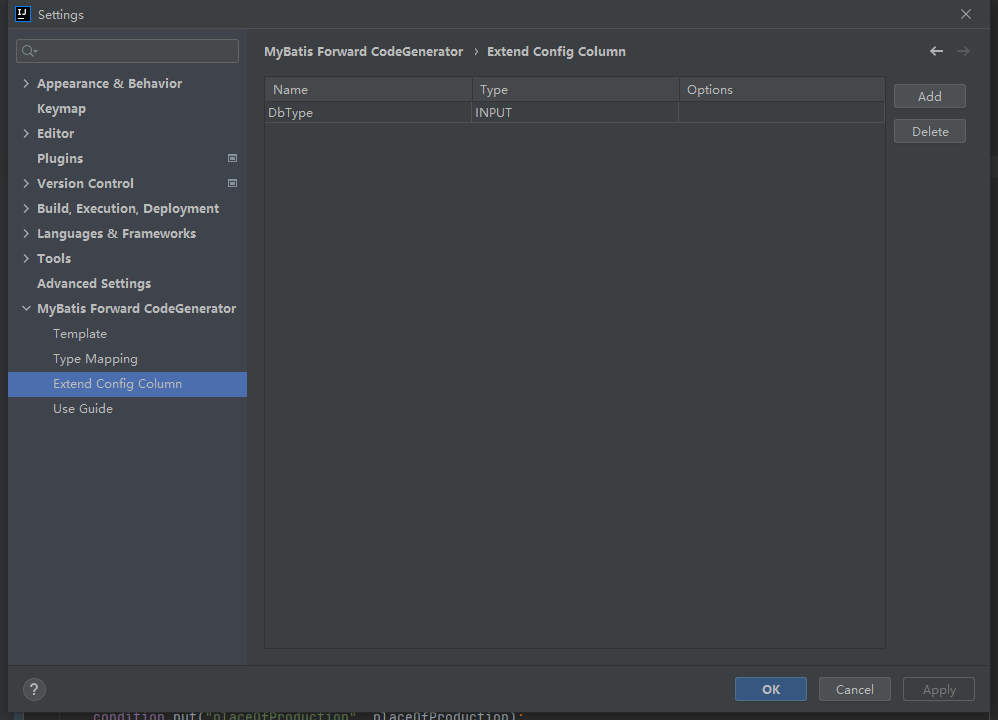 Settings
MyBatis Forward CodeGenerator › Extend Config Column
Appearance & Behavior
Keymap
Editor
Plugins
Version Control
Build, Execution, Deployment
Languages & Frameworks
Tools
Advanced Settings
MyBatis Forward CodeGenerator
Template
Type Mapping
Extend Config Column
Use Guide
Name Type Options
DbType INPUT
Add
Delete
?
OK Cancel Apply
condition.put("placeOfProduction", placeOfProduction);